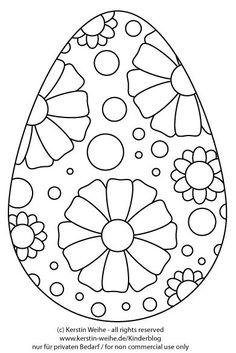 (c) Kerstin Weihe - all rights reserved
www.kerstin-weihe.de/Kinderblog
nur für privaten Bedarf / for non commercial use only